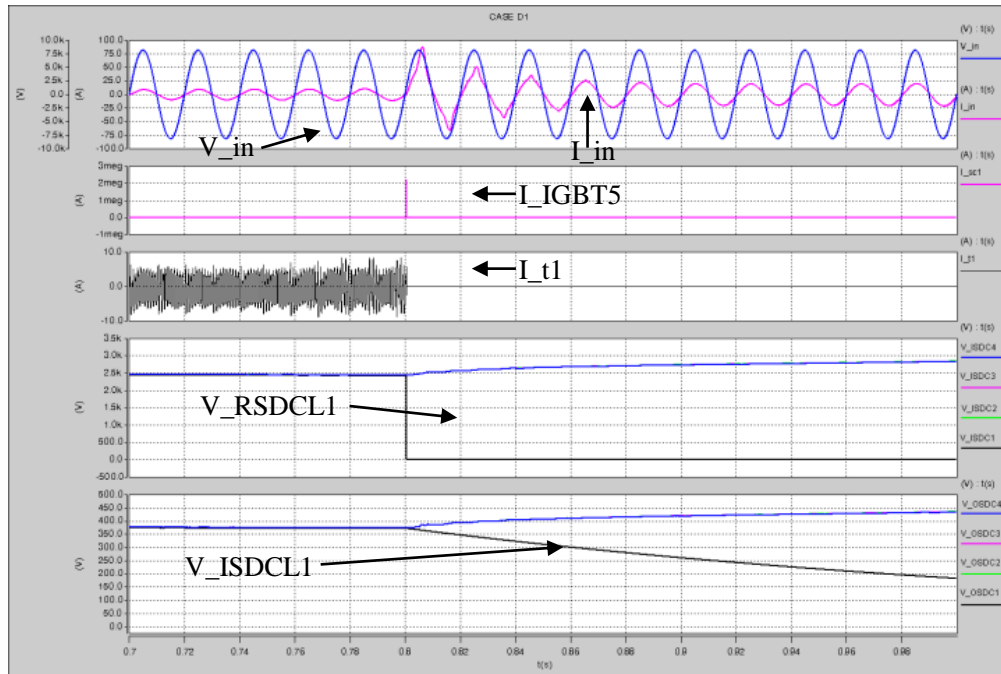 CASE D1
(V) : t(s)
V_in
(A) : t(s)
I_in
10.0k 7.5k 5.0k 2.5k 0.0 -2.5k -5.0k -7.5k -10.0k
(V)
100.0 75.0 50.0 25.0 0.0 -25.0 -50.0 -75.0 -100.0
(A)
V_in
I_in
(A) : t(s)
I_sc1
3meg 2meg 1meg 0.0 -1meg
(A)
I_IGBT5
(A) : t(s)
I_t1
10.0 0.0 -10.0
(A)
I_t1
(V) : t(s)
V_ISDC4
V_ISDC3
V_ISDC2
V_ISDC1
3.5k 3.0k 2.5k 2.0k 1.5k 1.0k 500.0 0.0 -500.0
(V)
V_RSDCL1
(V) : t(s)
V_OSDC4
V_OSDC3
V_OSDC2
V_OSDC1
500.0 450.0 400.0 350.0 300.0 250.0 200.0 150.0 100.0 50.0 0.0
(V)
V_ISDCL1
0.7 0.72 0.74 0.76 0.78 0.8 0.82 0.84 0.86 0.88 0.9 0.92 0.94 0.96 0.98
t(s)